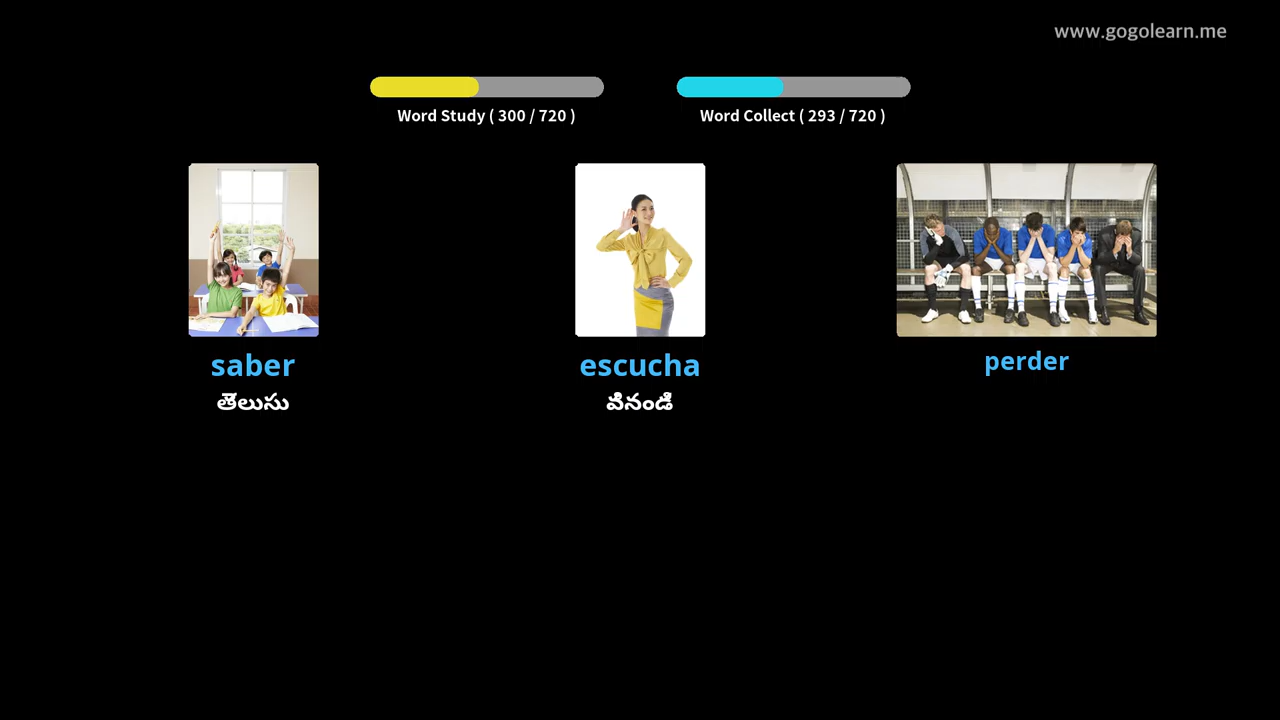 www.gogolearn.me
Word Study ( 300 / 720 )
Word Collect ( 293 / 720 )
saber
తెలుసు
escucha
వినండి
perder